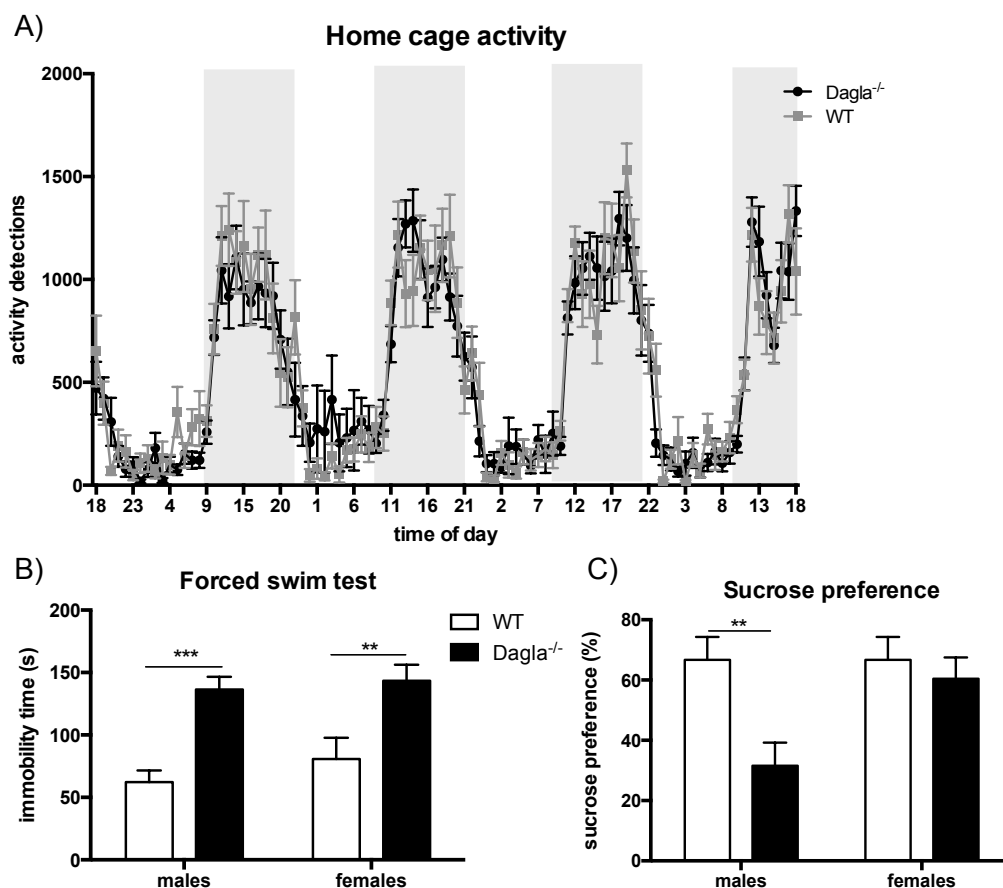 A)
Home cage activity
2000
1500
1000
500
0
activity detections
Dagla-/-
WT
18 23 4 9 15 20 1 6 11 16 21 2 7 12 17 22 3 8 13 18
time of day
B)
Forced swim test
200
150
100
50
0
immobility time (s)
*** **
WT
Dagla-/-
males females
C)
Sucrose preference
80
60
40
20
0
sucrose preference (%)
**
males females